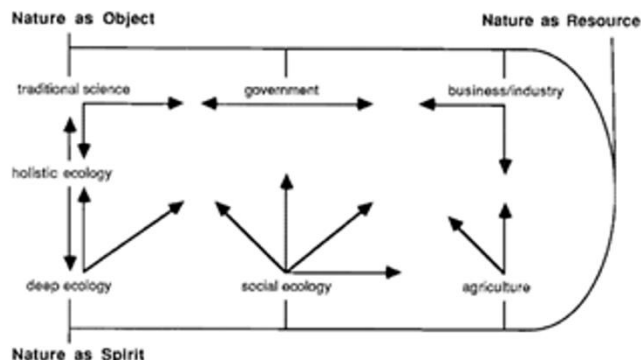 Nature as Object
Nature as Resource
traditional science
government
business/industry
holistic ecology
deep ecology
social ecology
agriculture
Nature as Spirit